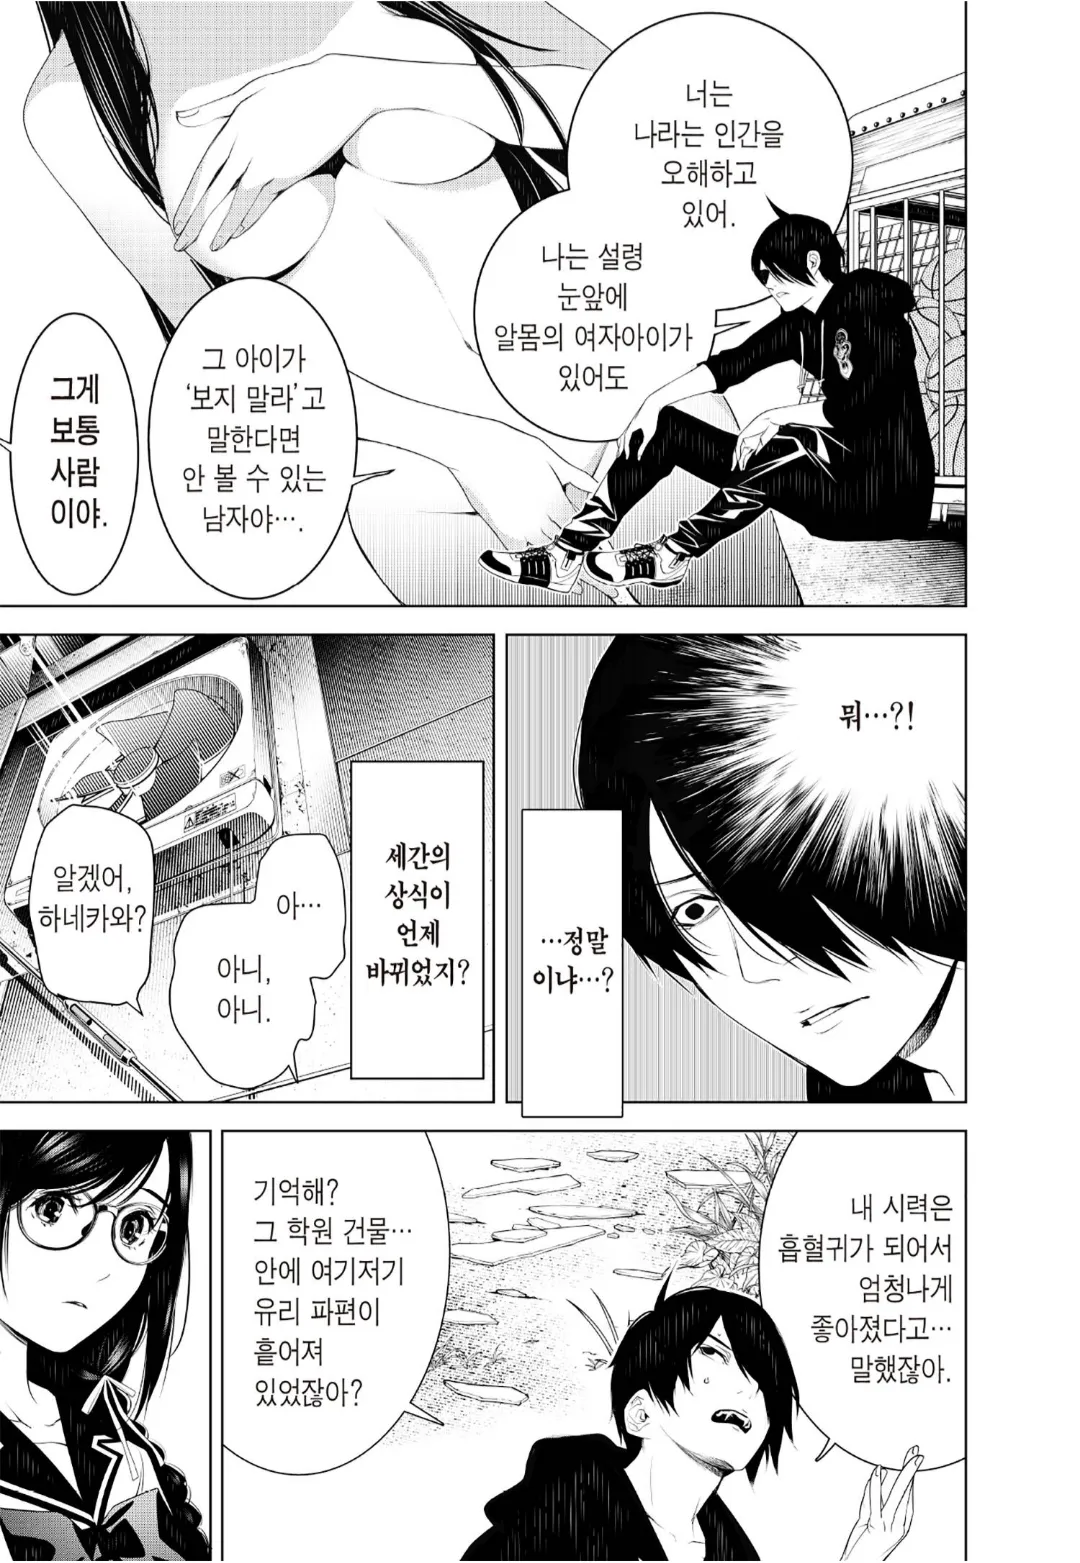 너는
나라는 인간을
오해하고
있어.
나는 설령
눈앞에
알몸의 여자아이가
있어도
그 아이가
‘보지 말라’고
말한다면
안 볼 수 있는
남자야….
그게
보통
사람
이야.
뭐…?!
…정말
이냐…?
세간의
상식이
언제
바뀌었지?
아…
아니,
아니.
알겠어,
하네카와?
내 시력은
흡혈귀가 되어서
엄청나게
좋아졌다고…
말했잖아.
기억해?
그 학원 건물…
안에 여기저기
유리 파편이
흩어져
있었잖아?